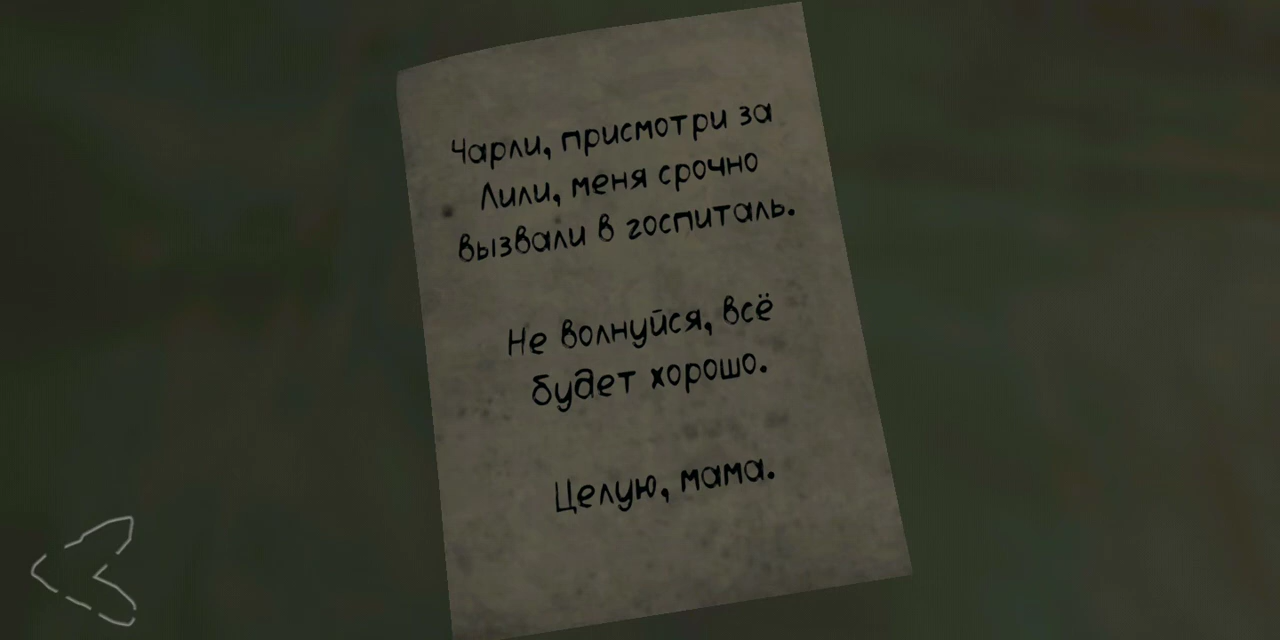 Чарли, присмотри за
Лили, меня срочно
вызвали в госпиталь.
Не волнуйся, всё
будет хорошо.
Целую, мама.